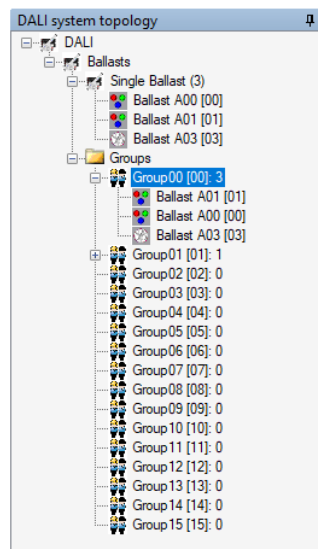 DALI system topology
DALI
Ballasts
Single Ballast (3)
Ballast A00 [00]
Ballast A01 [01]
Ballast A03 [03]
Groups
Group00 [00]: 3
Ballast A01 [01]
Ballast A00 [00]
Ballast A03 [03]
Group01 [01]: 1
Group02 [02]: 0
Group03 [03]: 0
Group04 [04]: 0
Group05 [05]: 0
Group06 [06]: 0
Group07 [07]: 0
Group08 [08]: 0
Group09 [09]: 0
Group10 [10]: 0
Group11 [11]: 0
Group12 [12]: 0
Group13 [13]: 0
Group14 [14]: 0
Group15 [15]: 0